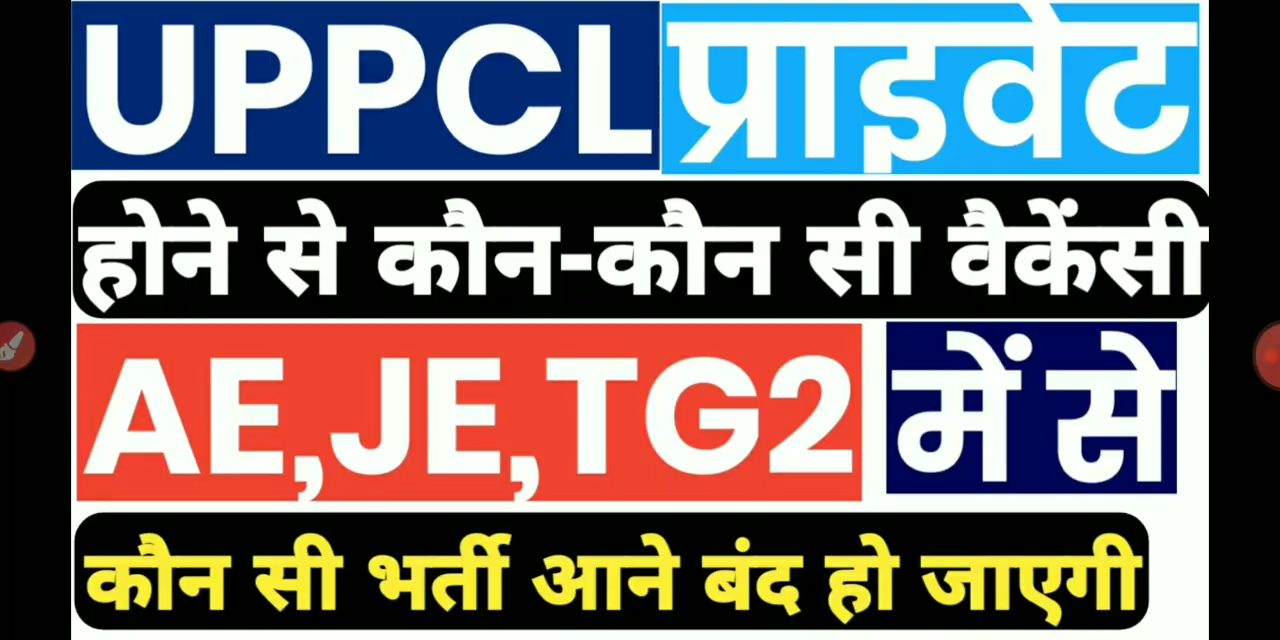 UPPCL प्राइवेट
होने से कौन-कौन सी वैकेंसी
AE,JE,TG2 में से
कौन सी भर्ती आने बंद हो जाएगी